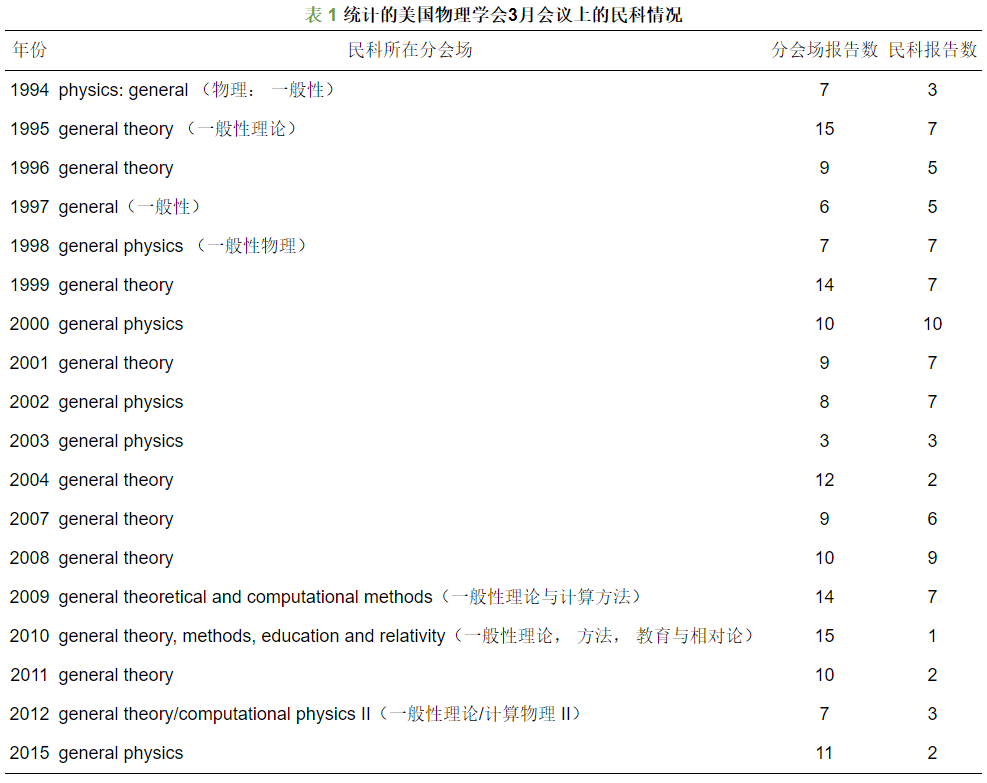 表 1 统计的美国物理学会3月会议上的民科情况
年份 民科所在分会场 分会场报告数 民科报告数
1994 physics: general （物理： 一般性） 7 3
1995 general theory （一般性理论） 15 7
1996 general theory 9 5
1997 general（一般性） 6 5
1998 general physics （一般性物理） 7 7
1999 general theory 14 7
2000 general physics 10 10
2001 general theory 9 7
2002 general physics 8 7
2003 general physics 3 3
2004 general theory 12 2
2007 general theory 9 6
2008 general theory 10 9
2009 general theoretical and computational methods（一般性理论与计算方法） 14 7
2010 general theory, methods, education and relativity（一般性理论， 方法， 教育与相对论） 15 1
2011 general theory 10 2
2012 general theory/computational physics II（一般性理论/计算物理 II） 7 3
2015 general physics 11 2